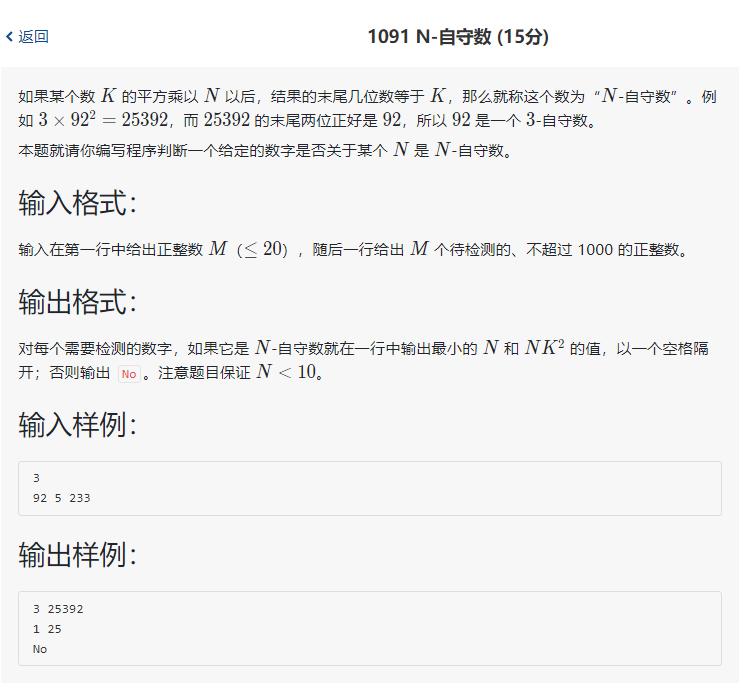 返回
1091 N-自守数 (15分)
如果某个数 K 的平方乘以 N 以后，结果的末尾几位数等于 K，那么就称这个数为“N-自守数”。例
如 3 × 92² = 25392，而 25392 的末尾两位正好是 92，所以 92 是一个 3-自守数。
本题就请你编写程序判断一个给定的数字是否关于某个 N 是 N-自守数。
输入格式：
输入在第一行中给出正整数 M（≤ 20），随后一行给出 M 个待检测的、不超过 1000 的正整数。
输出格式：
对每个需要检测的数字，如果它是 N-自守数就在一行中输出最小的 N 和 NK² 的值，以一个空格隔
开；否则输出 No。注意题目保证 N < 10。
输入样例：
3
92 5 233
输出样例：
3 25392
1 25
No